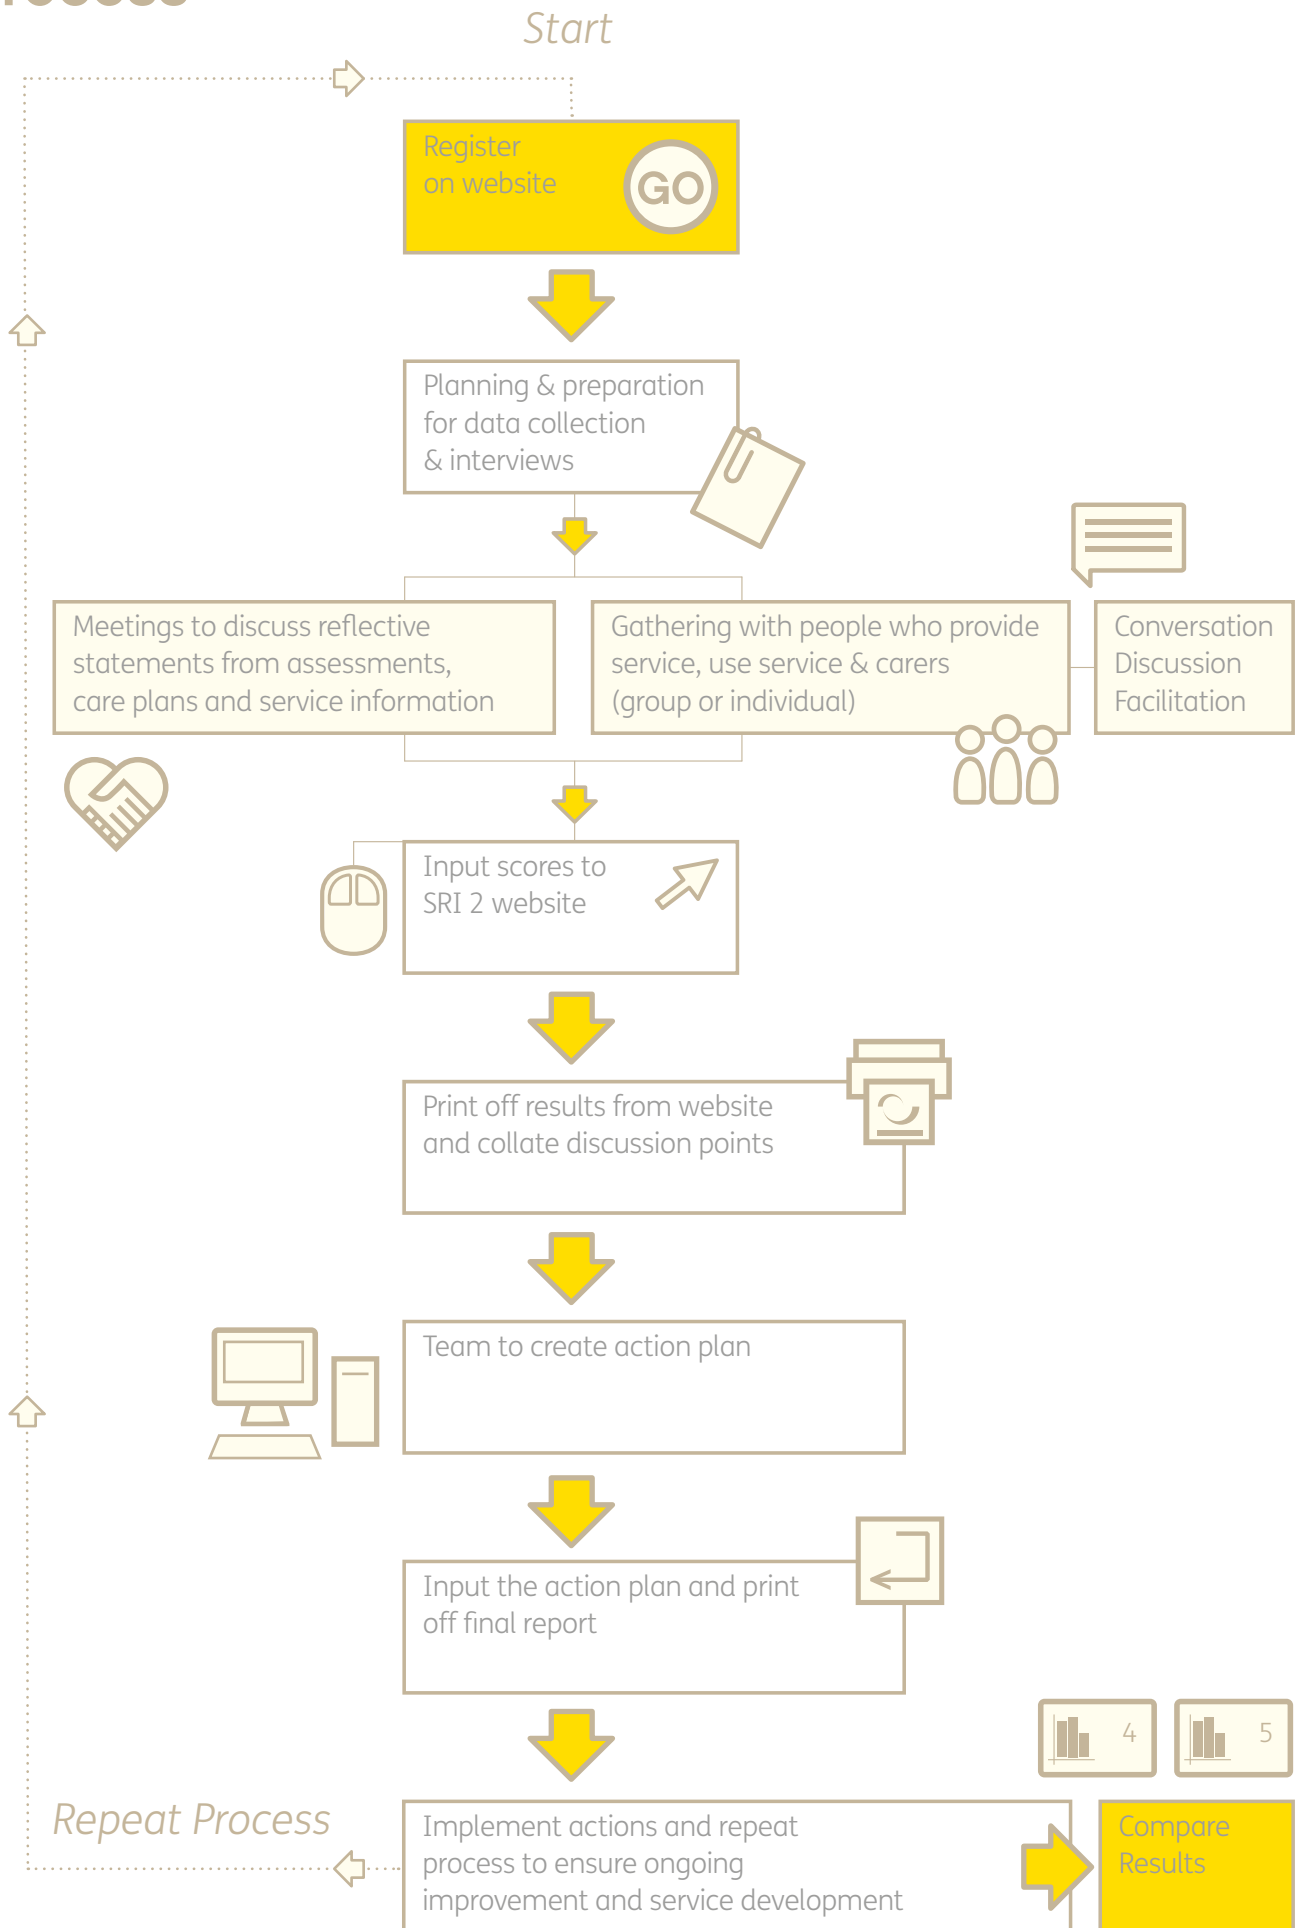 Start
Register
on website
GO
Planning & preparation
for data collection
& interviews
Meetings to discuss reflective
statements from assessments,
care plans and service information
Gathering with people who provide
service, use service & carers
(group or individual)
Conversation
Discussion
Facilitation
Input scores to
SRI 2 website
Print off results from website
and collate discussion points
Team to create action plan
Input the action plan and print
off final report
4
5
Repeat Process
Implement actions and repeat
process to ensure ongoing
improvement and service development
Compare
Results